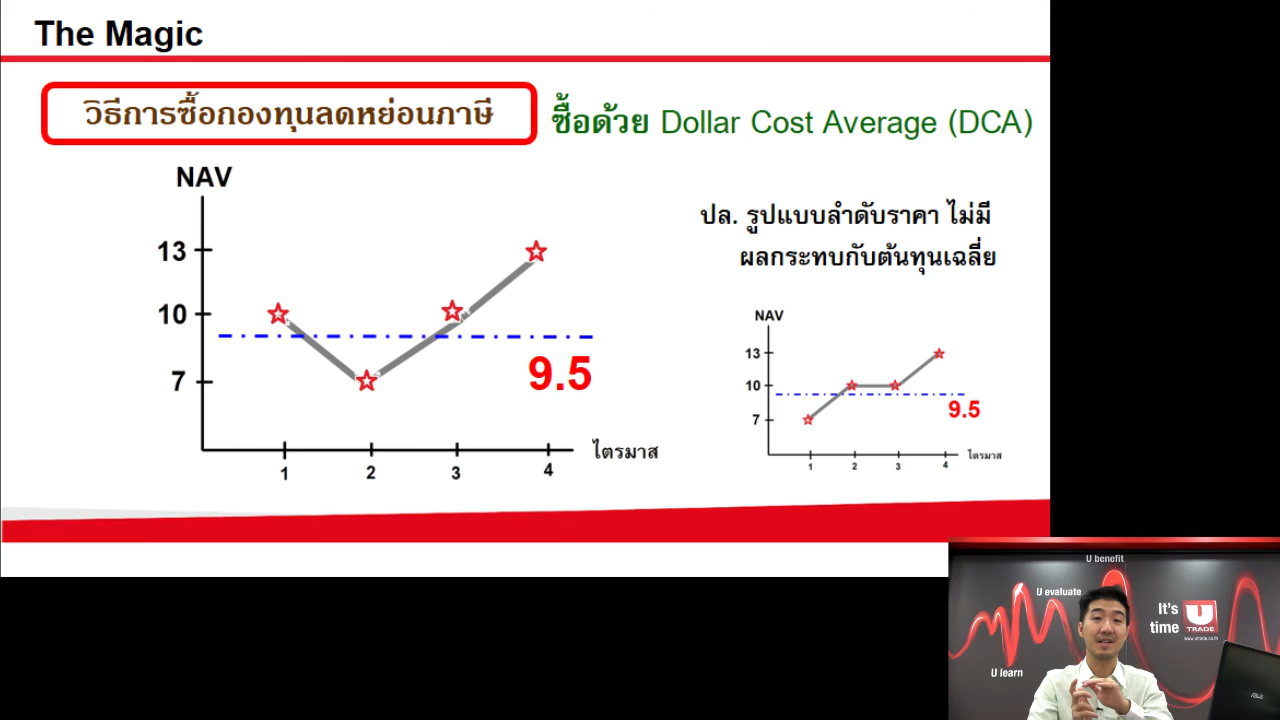 The Magic
วิธีการซื้อกองทุนลดหย่อนภาษี
ซื้อด้วย Dollar Cost Average (DCA)
NAV
13
10
7
9.5
1
2
3
4
ไตรมาส
ปล. รูปแบบลำดับราคา ไม่มี
ผลกระทบกับต้นทุนเฉลี่ย
NAV
13
10
7
9.5
1
2
3
4
ไตรมาส
U benefit
U evaluate
It's
time
U
TRADE
www.utrade.co.th
U learn
ASUS